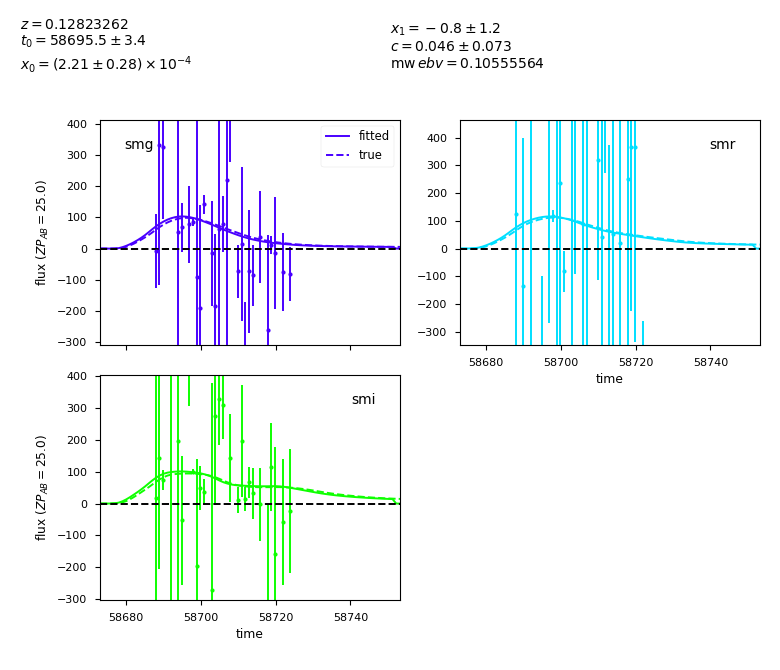 z = 0.12823262
t0 = 58695.5 ± 3.4
x0 = (2.21 ± 0.28) × 10^−4
x1 = −0.8 ± 1.2
c = 0.046 ± 0.073
mw ebv = 0.10555564
400
300
200
100
0
−100
−200
−300
flux (ZP_AB = 25.0)
smg
fitted
true
400
300
200
100
0
−100
−200
−300
smr
58680
58700
58720
58740
time
400
300
200
100
0
−100
−200
−300
flux (ZP_AB = 25.0)
smi
58680
58700
58720
58740
time